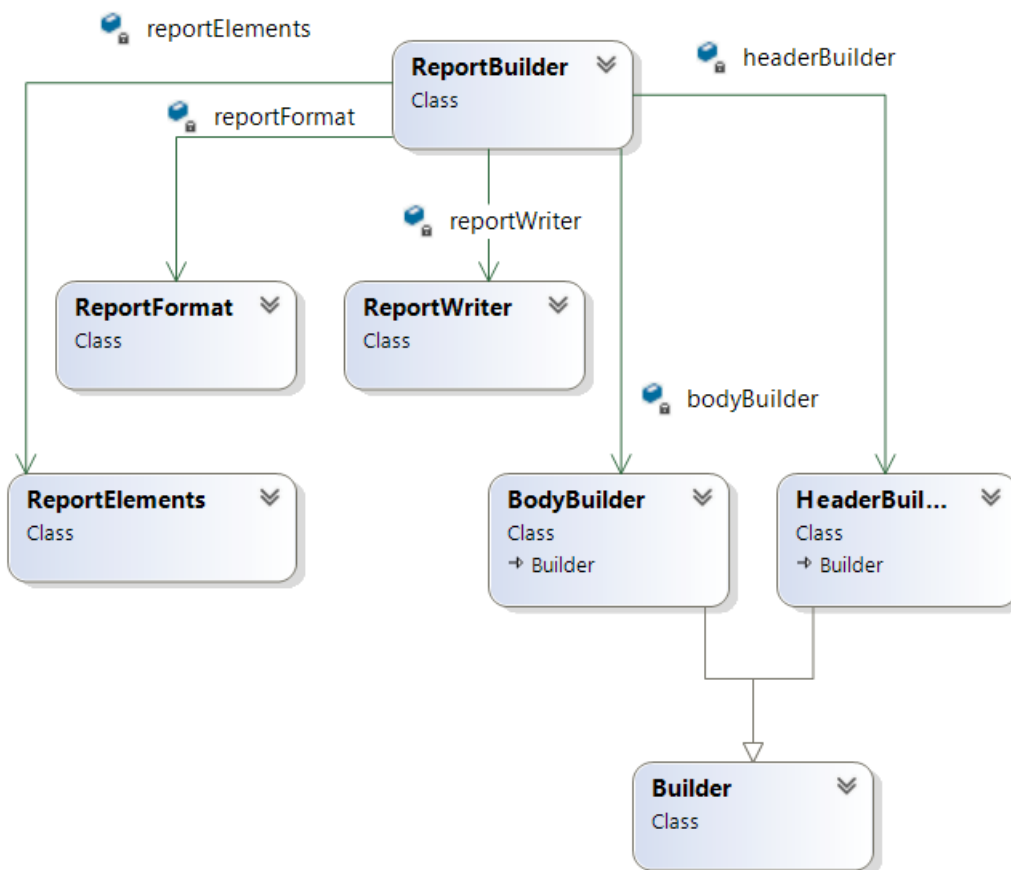 reportElements
ReportBuilder
Class
headerBuilder
reportFormat
reportWriter
ReportFormat
Class
ReportWriter
Class
bodyBuilder
ReportElements
Class
BodyBuilder
Class
Builder
HeaderBuil...
Class
Builder
Builder
Class